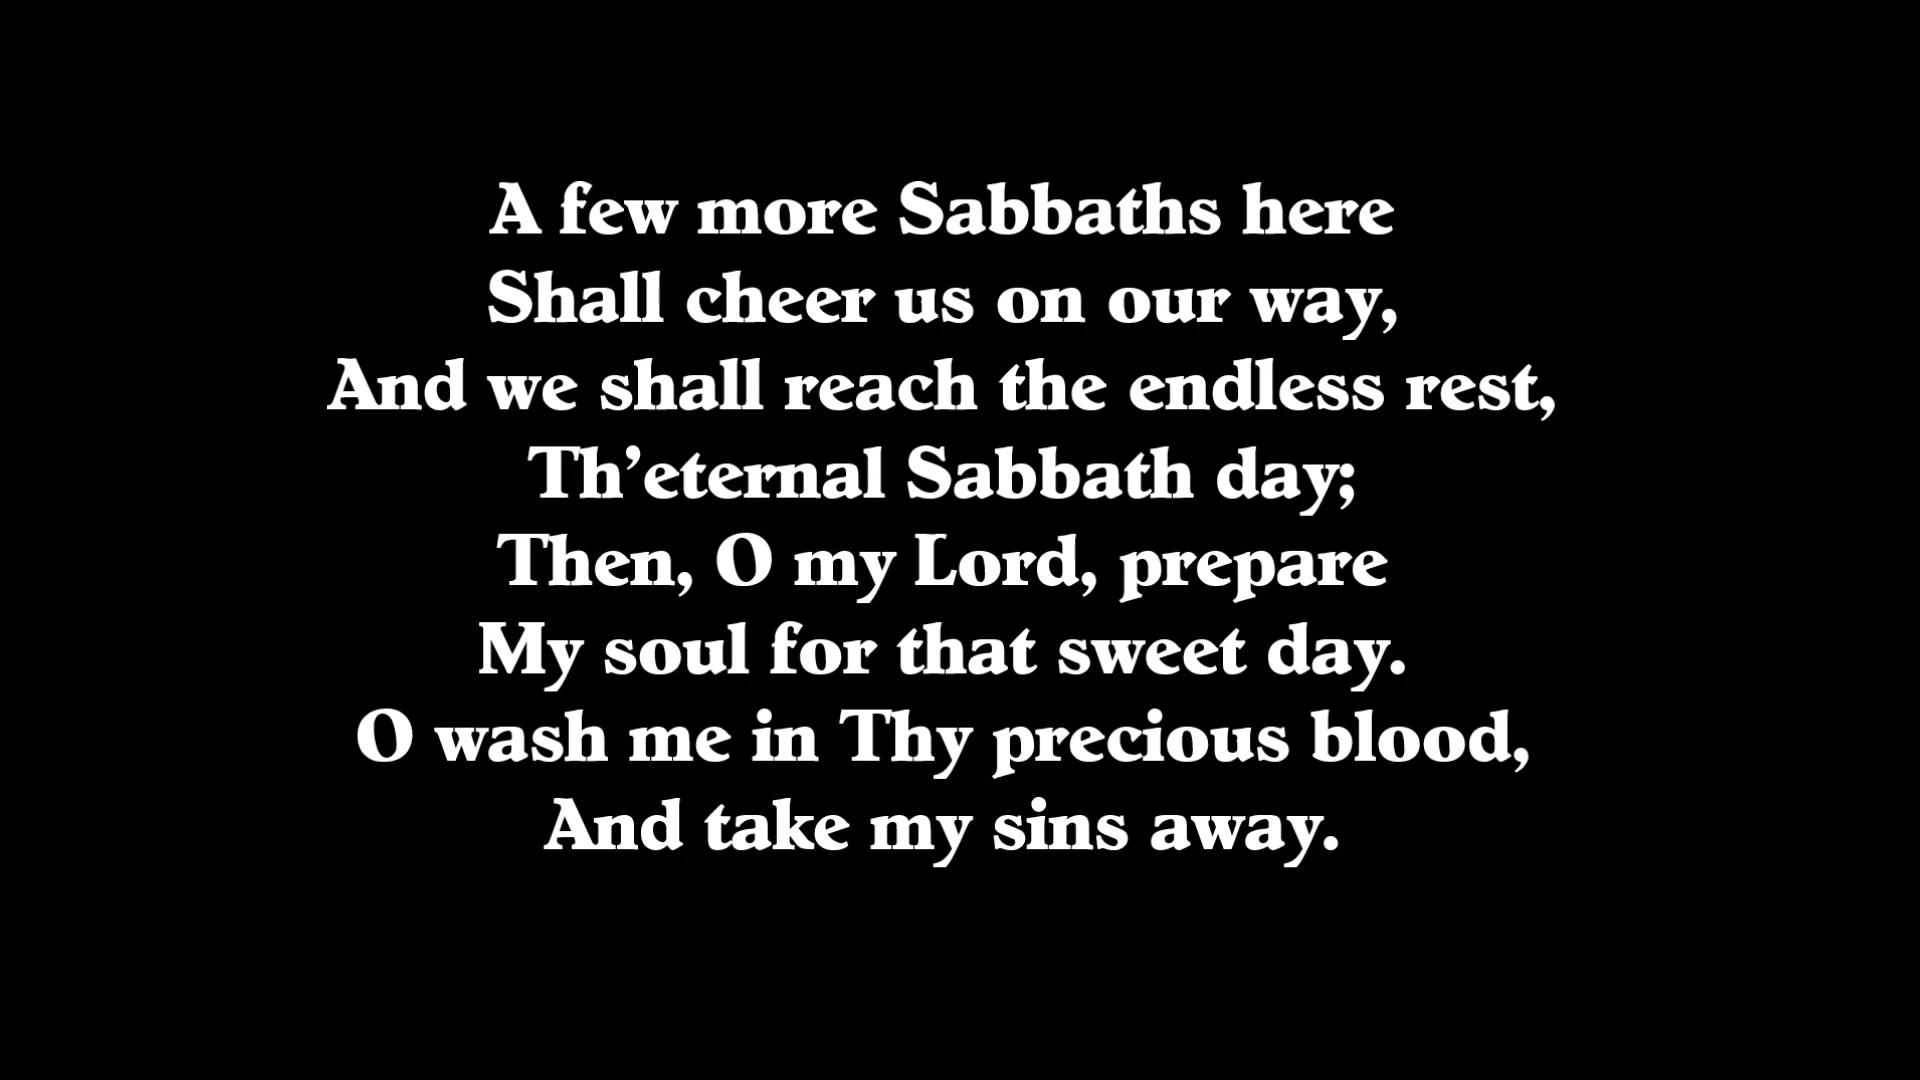 A few more Sabbaths here
Shall cheer us on our way,
And we shall reach the endless rest,
Th’eternal Sabbath day;
Then, O my Lord, prepare
My soul for that sweet day.
O wash me in Thy precious blood,
And take my sins away.